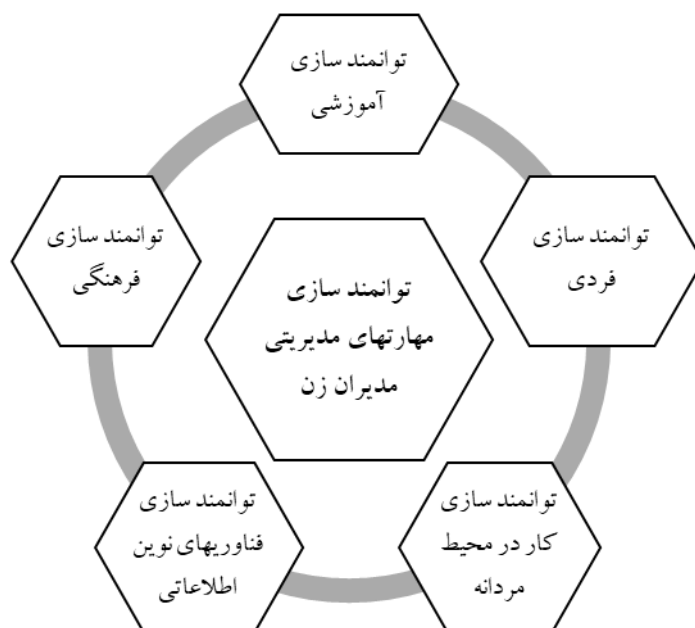 توانمند سازی
آموزشی
توانمند سازی
فردی
توانمند سازی
فرهنگی
توانمند سازی
مهارتهای مدیریتی
مدیران زن
توانمند سازی
کار در محیط
مردانه
توانمند سازی
فناوریهای نوین
اطلاعاتی